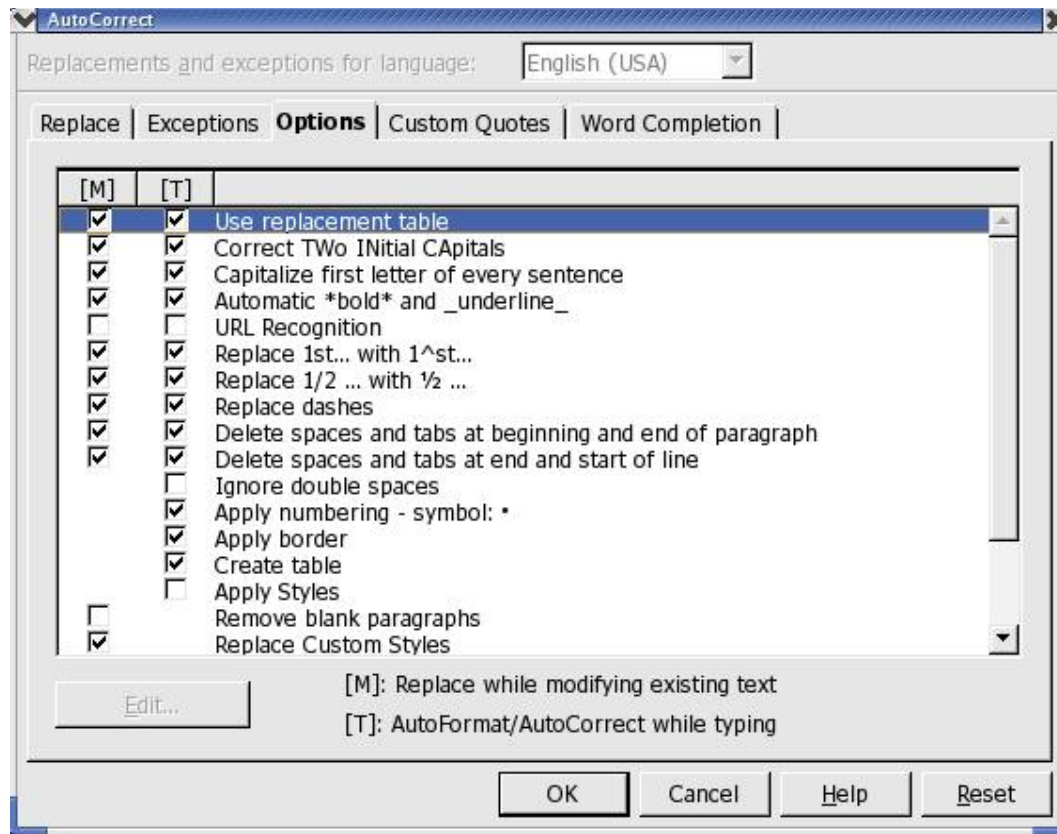 AutoCorrect
Replacements and exceptions for language: English (USA)
Replace Exceptions Options Custom Quotes Word Completion
[M] [T]
Use replacement table
Correct TWo INitial CApitals
Capitalize first letter of every sentence
Automatic *bold* and _underline_
URL Recognition
Replace 1st... with 1^st...
Replace 1/2 ... with ½ ...
Replace dashes
Delete spaces and tabs at beginning and end of paragraph
Delete spaces and tabs at end and start of line
Ignore double spaces
Apply numbering - symbol: •
Apply border
Create table
Apply Styles
Remove blank paragraphs
Replace Custom Styles
[M]: Replace while modifying existing text
Edit...
[T]: AutoFormat/AutoCorrect while typing
OK Cancel Help Reset